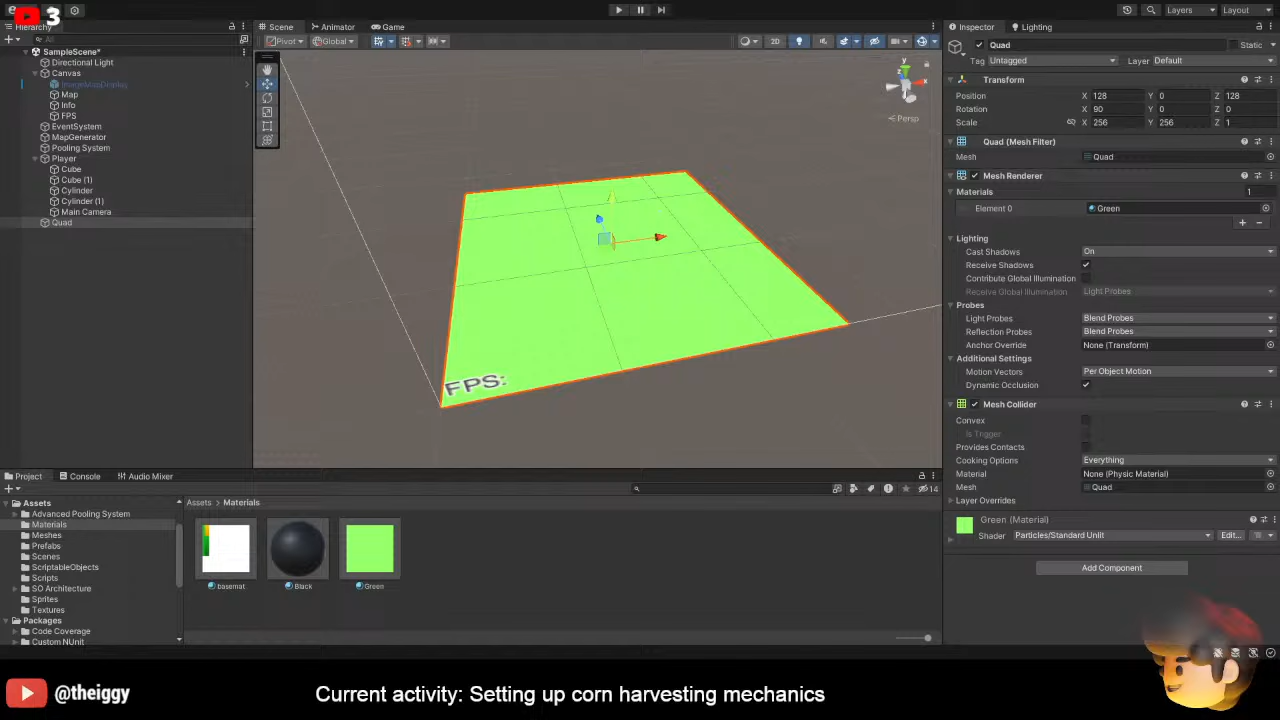 3
Layers
Layout
Hierarchy
Scene
Animator
Game
Inspector
Lighting
All
Pivot
Global
2D
Quad
Static
SampleScene*
Directional Light
Canvas
ImageMapDisplay
Map
Info
FPS
EventSystem
MapGenerator
Pooling System
Player
Cube
Cube (1)
Cylinder
Cylinder (1)
Main Camera
Quad
y
x
z
Persp
FPS:
Tag Untagged
Layer Default
Transform
Position X 128 Y 0 Z 128
Rotation X 90 Y 0 Z 0
Scale X 256 Y 256 Z 1
Quad (Mesh Filter)
Mesh Quad
Mesh Renderer
Materials 1
Element 0 Green
Lighting
Cast Shadows On
Receive Shadows
Contribute Global Illumination
Receive Global Illumination Light Probes
Probes
Light Probes Blend Probes
Reflection Probes Blend Probes
Anchor Override None (Transform)
Additional Settings
Motion Vectors Per Object Motion
Dynamic Occlusion
Mesh Collider
Convex
Is Trigger
Provides Contacts
Cooking Options Everything
Material None (Physic Material)
Mesh Quad
Layer Overrides
Green (Material)
Shader Particles/Standard Unlit Edit...
Add Component
Project
Console
Audio Mixer
14
Assets
Advanced Pooling System
Materials
Meshes
Prefabs
Scenes
ScriptableObjects
Scripts
SO Architecture
Sprites
Textures
Packages
Code Coverage
Custom NUnit
Assets > Materials
basemat
Black
Green
@theiggy
Current activity: Setting up corn harvesting mechanics